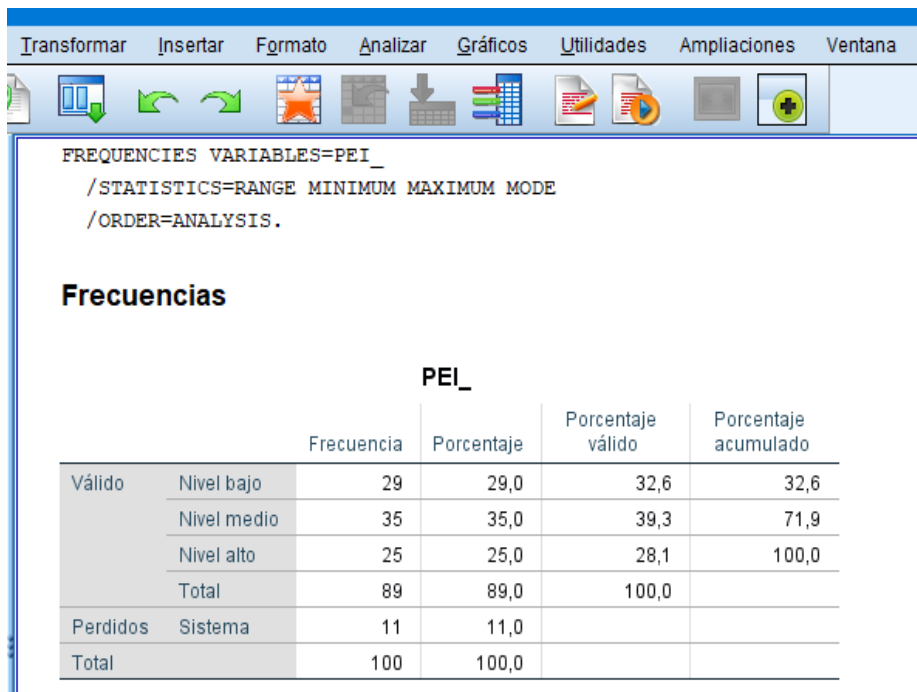 Transformar Insertar Formato Analizar Gráficos Utilidades Ampliaciones Ventana
FREQUENCIES VARIABLES=PEI_
/STATISTICS=RANGE MINIMUM MAXIMUM MODE
/ORDER=ANALYSIS.
Frecuencias
PEI_
Frecuencia Porcentaje Porcentaje válido Porcentaje acumulado
Válido Nivel bajo 29 29,0 32,6 32,6
Nivel medio 35 35,0 39,3 71,9
Nivel alto 25 25,0 28,1 100,0
Total 89 89,0 100,0
Perdidos Sistema 11 11,0
Total 100 100,0